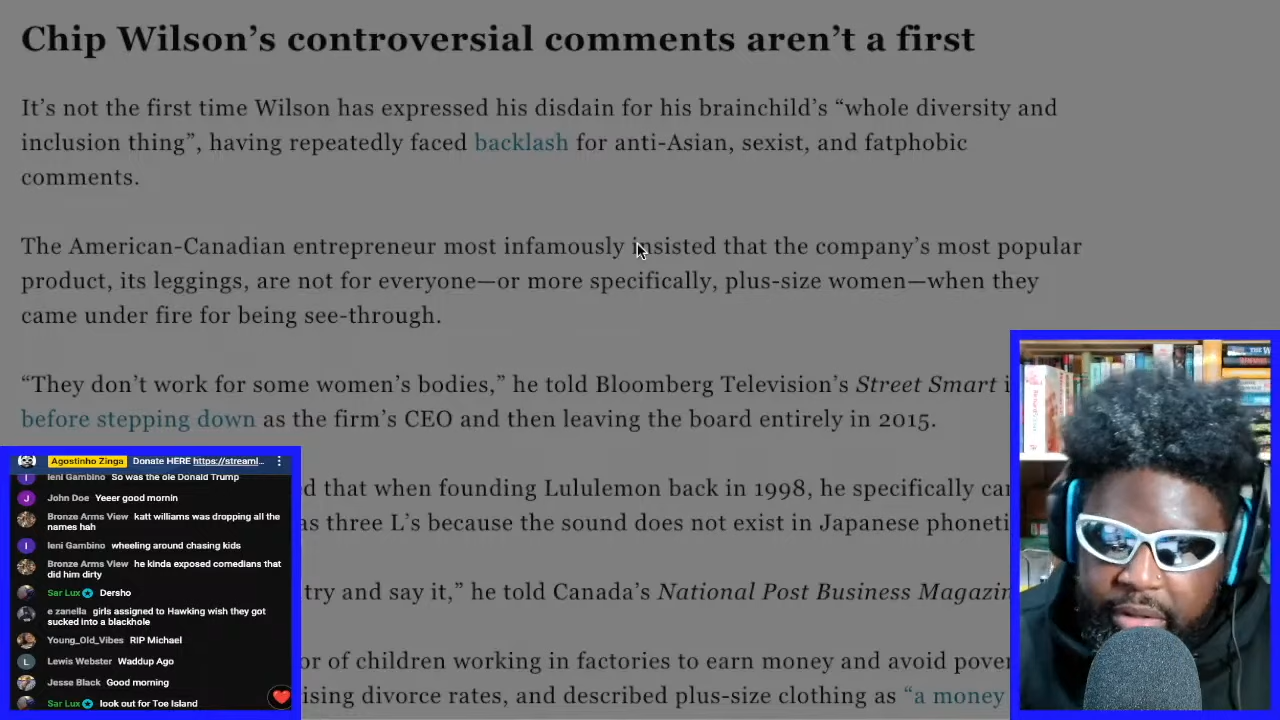 Chip Wilson’s controversial comments aren’t a first
It’s not the first time Wilson has expressed his disdain for his brainchild’s “whole diversity and
inclusion thing”, having repeatedly faced backlash for anti-Asian, sexist, and fatphobic
comments.
The American-Canadian entrepreneur most infamously insisted that the company’s most popular
product, its leggings, are not for everyone—or more specifically, plus-size women—when they
came under fire for being see-through.
“They don’t work for some women’s bodies,” he told Bloomberg Television’s Street Smart
before stepping down as the firm’s CEO and then leaving the board entirely in 2015.
that when founding Lululemon back in 1998, he specifically
three L’s because the sound does not exist in Japanese
try and say it,” he told Canada’s National Post Business
of children working in factories to earn money and avoid
divorce rates, and described plus-size clothing as “a money
Agostinho Zinga Donate HERE https://streaml...
Ieni Gambino So was the ole Donald Trump
John Doe Yeeer good mornin
Bronze Arms View katt williams was dropping all the
names hah
Ieni Gambino wheeling around chasing kids
Bronze Arms View he kinda exposed comedians that
did him dirty
Sar Lux Dersho
e zanella girls assigned to Hawking wish they got
sucked into a blackhole
Young_Old_Vibes RIP Michael
Lewis Webster Waddup Ago
Jesse Black Good morning
Sar Lux look out for Toe Island